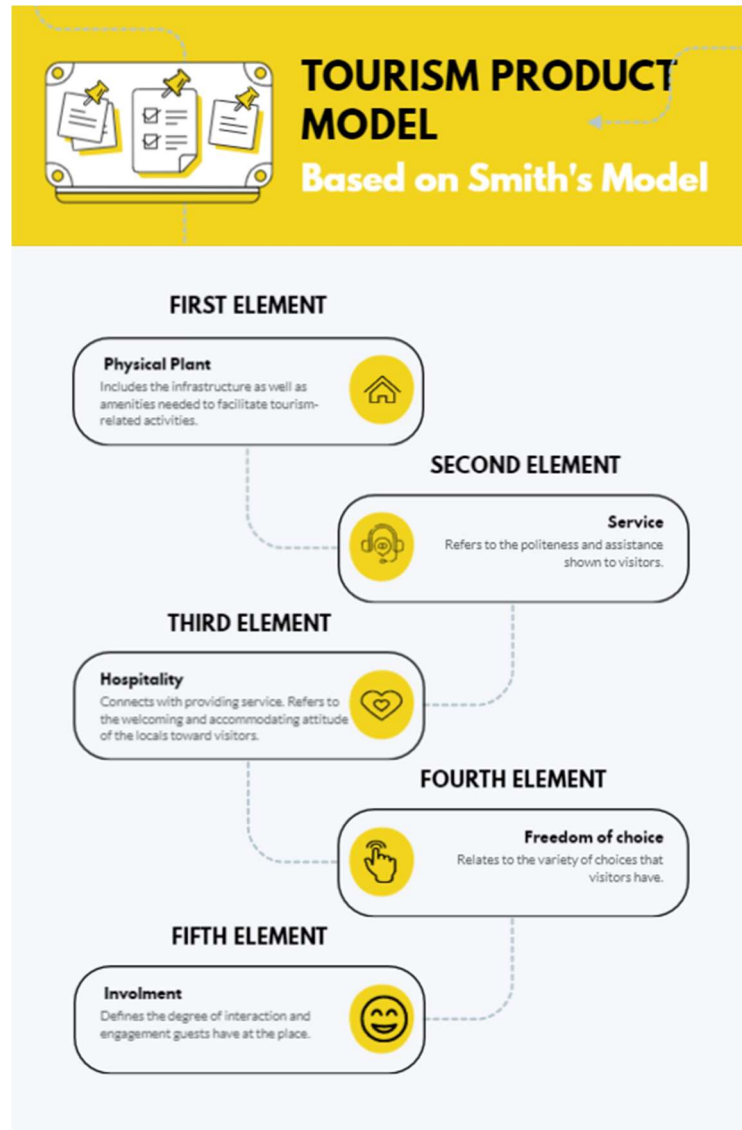 TOURISM PRODUCT
MODEL
Based on Smith's Model
FIRST ELEMENT
Physical Plant
Includes the infrastructure as well as
amenities needed to facilitate tourism-
related activities.
SECOND ELEMENT
Service
Refers to the politeness and assistance
shown to visitors.
THIRD ELEMENT
Hospitality
Connects with providing service. Refers to
the welcoming and accommodating attitude
of the locals toward visitors.
FOURTH ELEMENT
Freedom of choice
Relates to the variety of choices that
visitors have.
FIFTH ELEMENT
Involment
Defines the degree of interaction and
engagement guests have at the place.